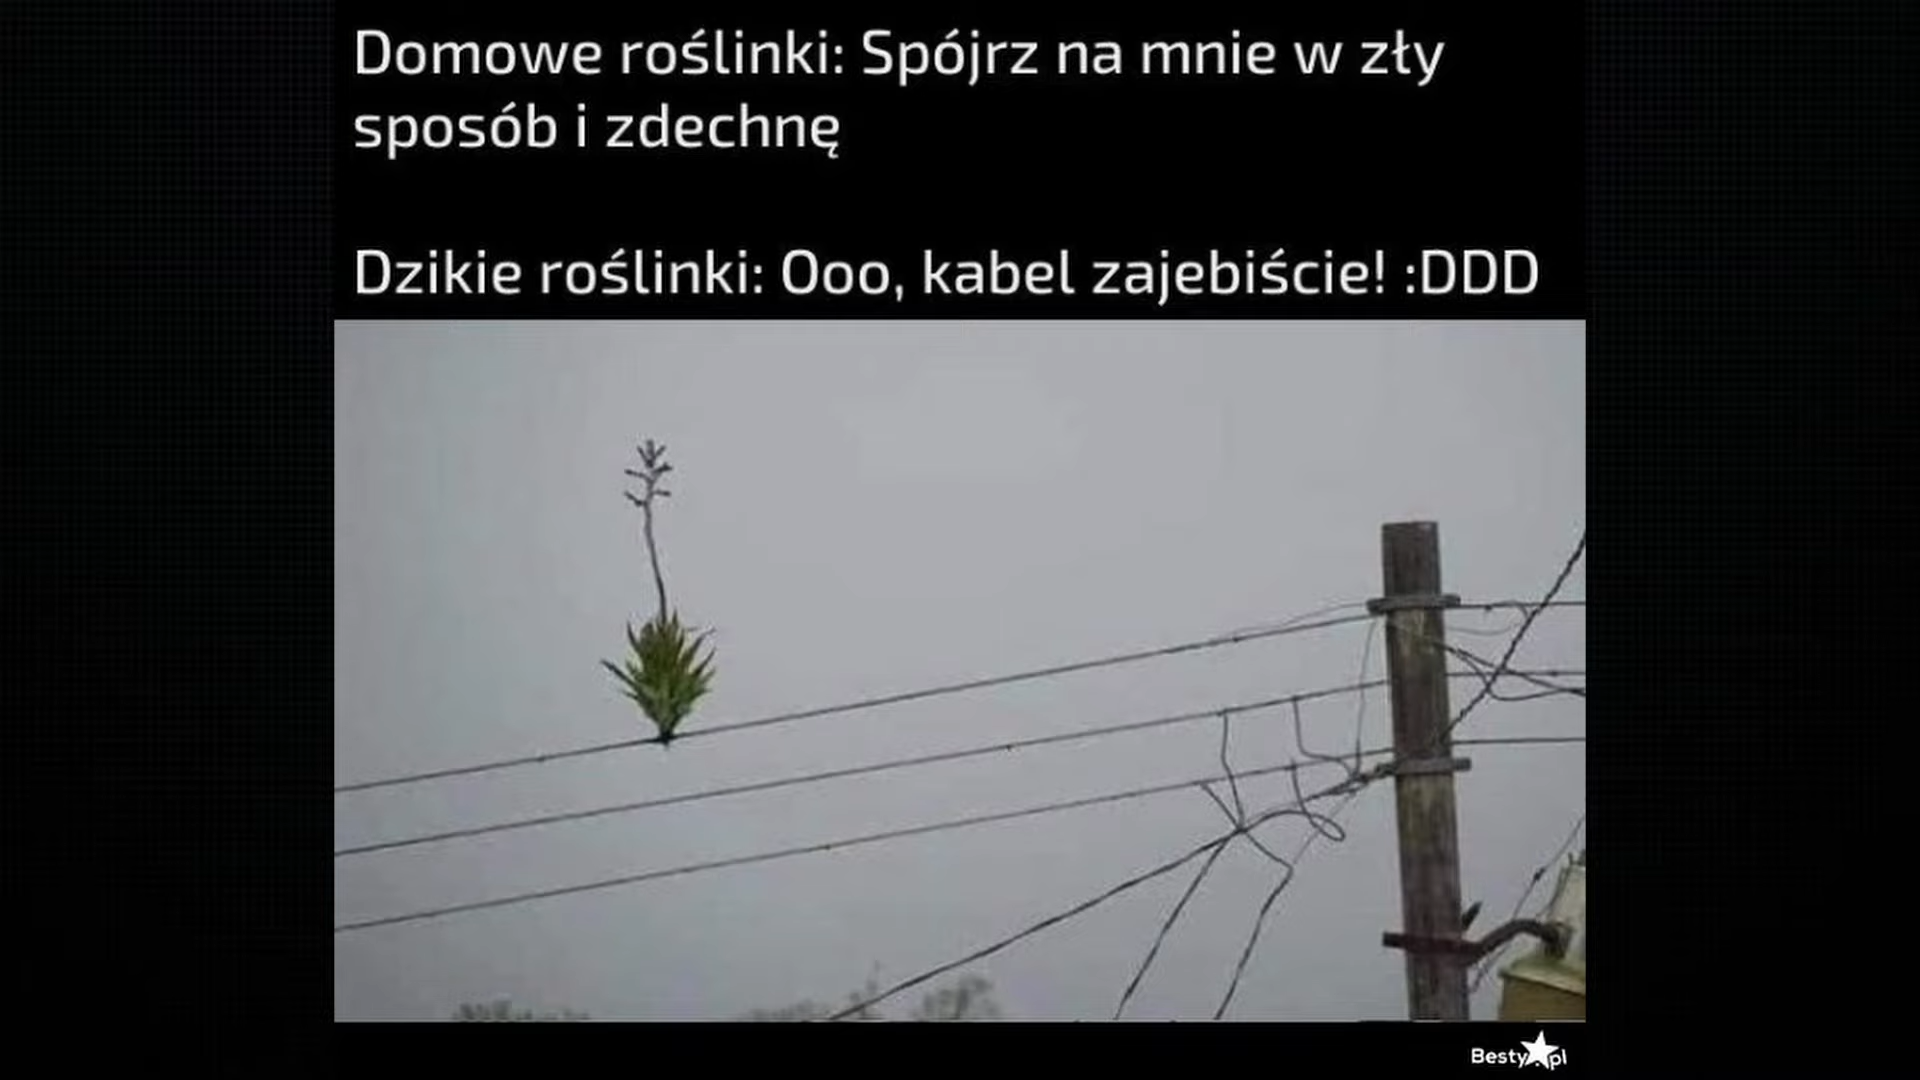 Domowe roślinki: Spójrz na mnie w zły
sposób i zdechnę
Dzikie roślinki: Ooo, kabel zajebiście! :DDD
Besty.pl